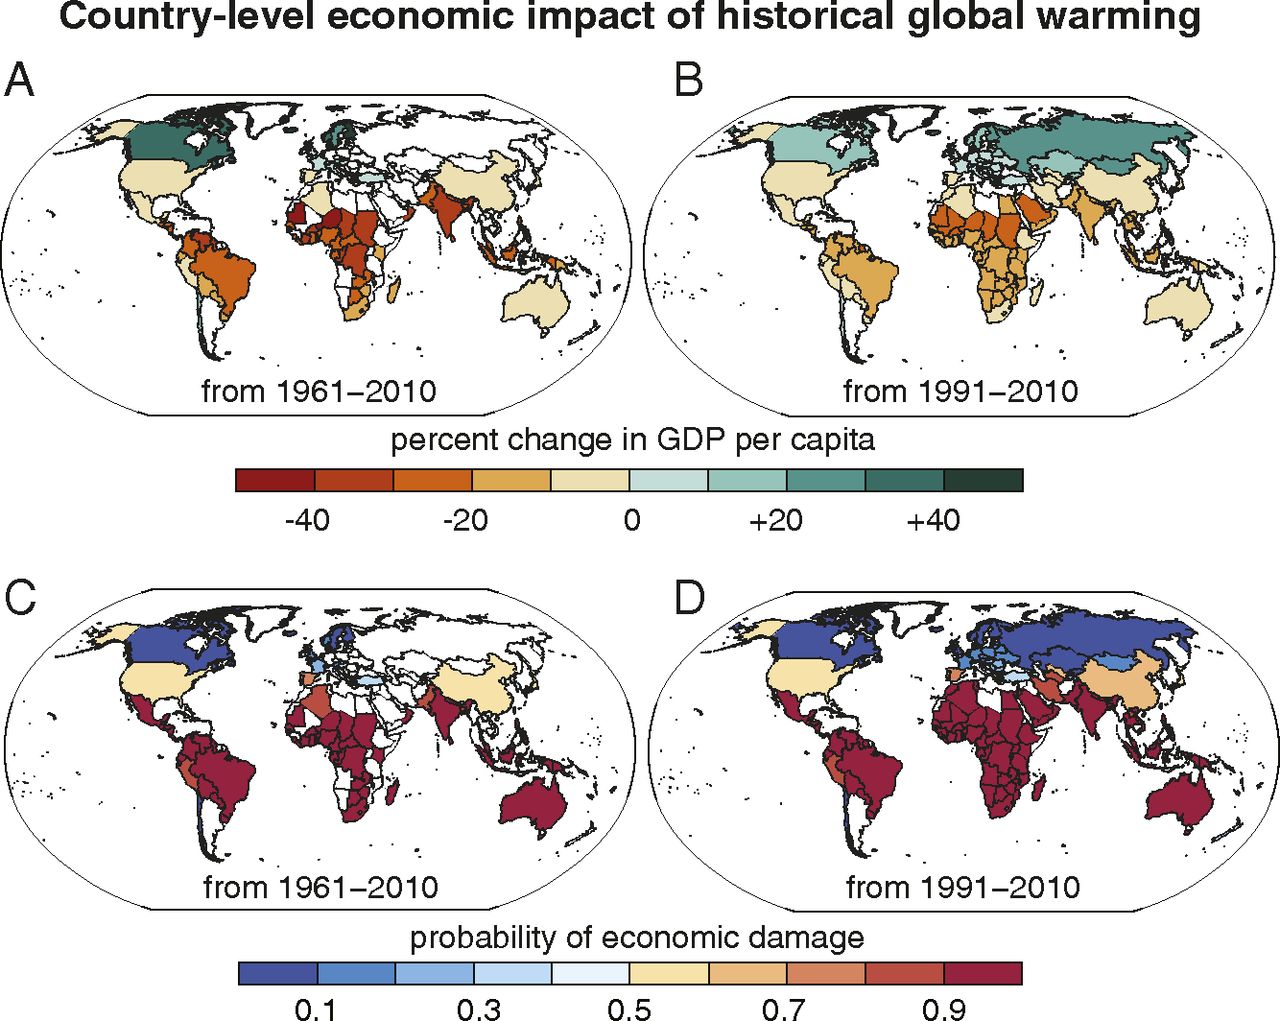 Country-level economic impact of historical global warming
A
B
from 1961–2010
from 1991–2010
percent change in GDP per capita
-40 -20 0 +20 +40
C
D
from 1961–2010
from 1991–2010
probability of economic damage
0.1 0.3 0.5 0.7 0.9